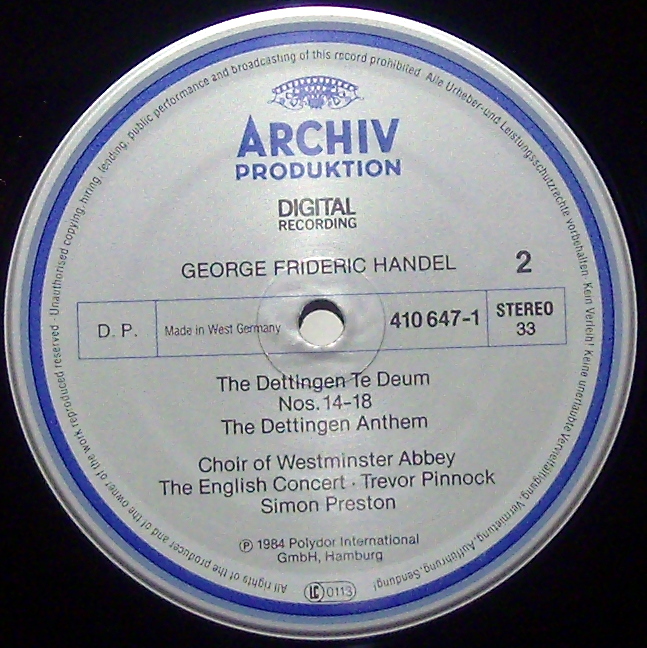 All rights of the producer and of the owner of the work reproduced reserved · Unauthorised copying, hiring, lending, public performance and broadcasting of this record prohibited. Alle Urheber-und Leistungsschutzrechte vorbehalten· Kein Verleih! Keine unerlaubte Vervielfältigung, Vermietung, Aufführung, Sendung!
ARCHIV
PRODUKTION
DIGITAL
RECORDING
GEORGE FRIDERIC HANDEL
2
D. P.
Made in West Germany
410 647-1
STEREO
33
The Dettingen Te Deum
Nos. 14-18
The Dettingen Anthem
Choir of Westminster Abbey
The English Concert · Trevor Pinnock
Simon Preston
℗ 1984 Polydor International
GmbH, Hamburg
LC 0113